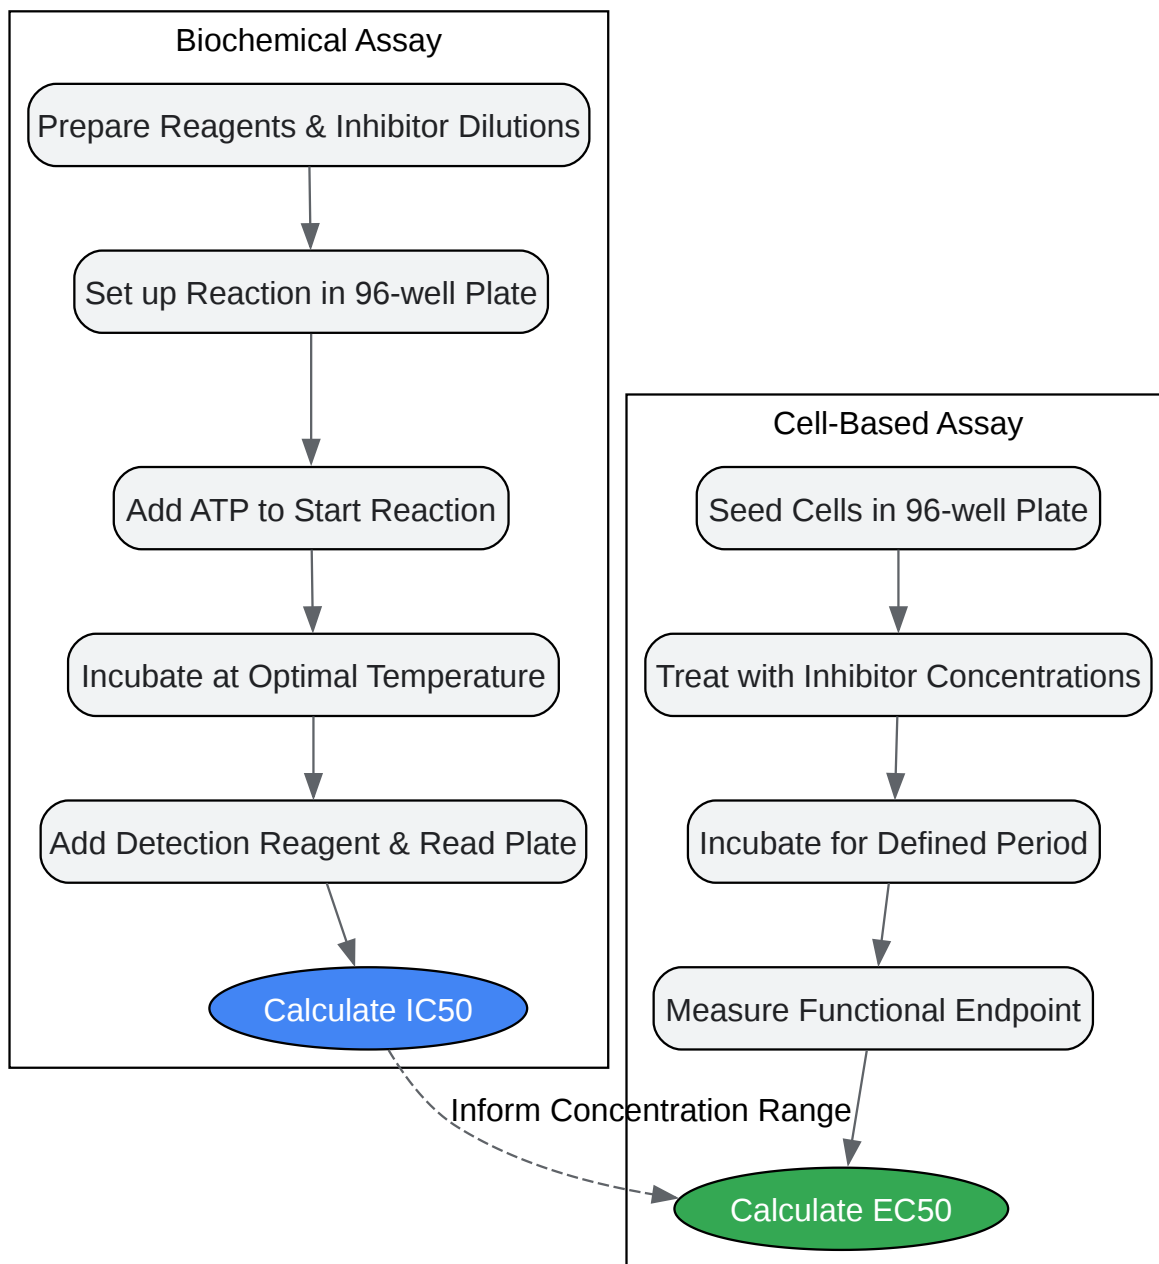 Biochemical Assay
Prepare Reagents & Inhibitor Dilutions
Set up Reaction in 96-well Plate
Add ATP to Start Reaction
Incubate at Optimal Temperature
Add Detection Reagent & Read Plate
Calculate IC50
Inform Concentration Range
Cell-Based Assay
Seed Cells in 96-well Plate
Treat with Inhibitor Concentrations
Incubate for Defined Period
Measure Functional Endpoint
Calculate EC50